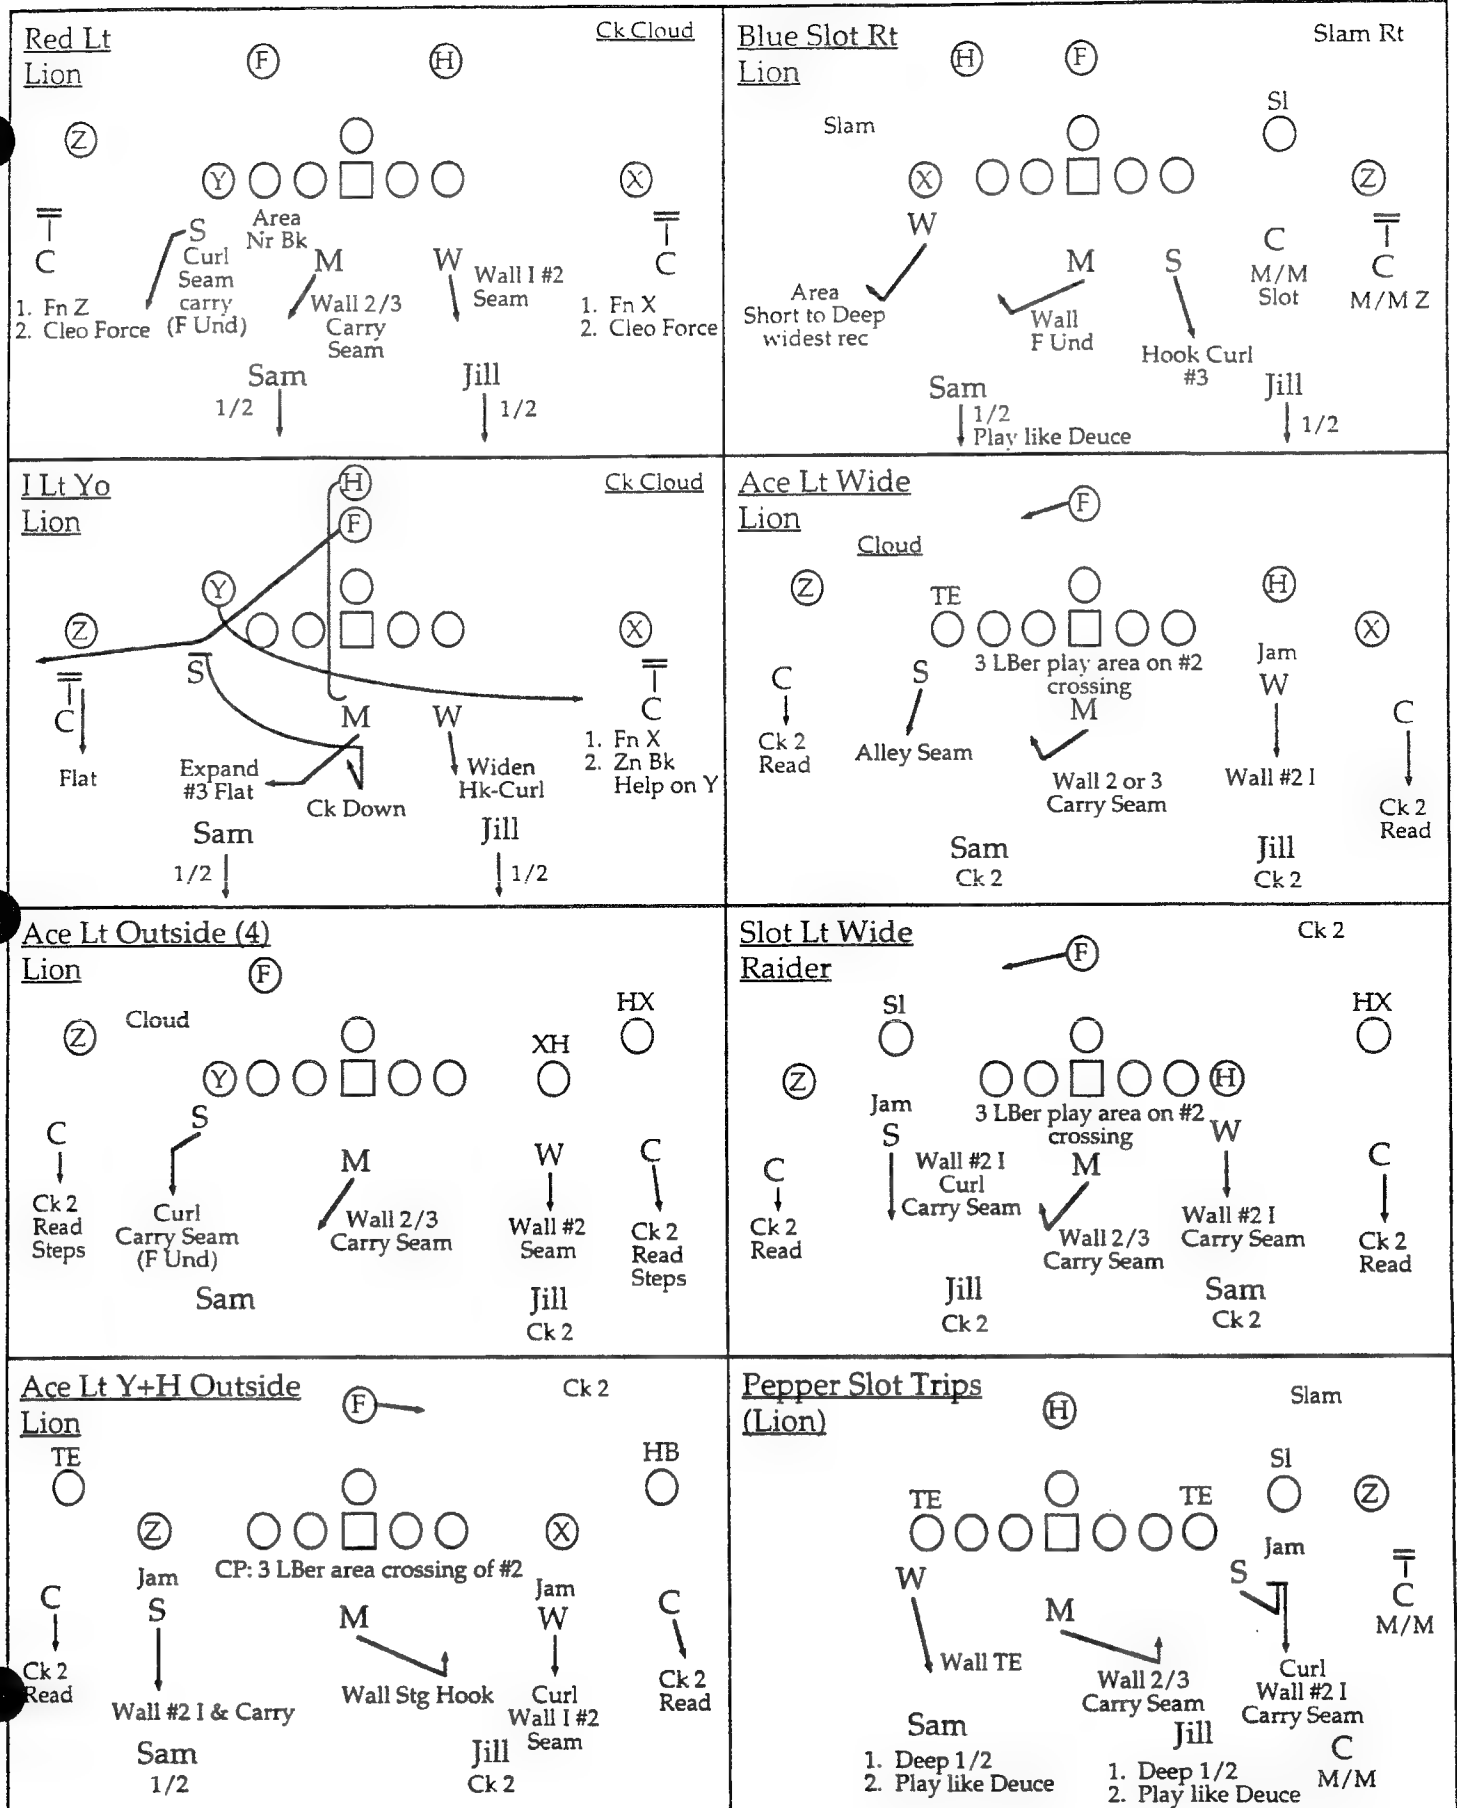 Red Lt
Lion
Ck Cloud
F
H
Z
Y
X
S
Area
Nr Bk
Curl
Seam
carry
(F Und)
M
W
Wall I #2
Seam
C
C
1. Fn Z
2. Cleo Force
Wall 2/3
Carry
Seam
1. Fn X
2. Cleo Force
Sam
Jill
1/2
1/2
Blue Slot Rt
Lion
Slam Rt
H
F
Slam
Sl
X
Z
W
M
S
C
M/M
Slot
C
M/M Z
Area
Short to Deep
widest rec
Wall
F Und
Hook Curl
#3
Sam
1/2
Play like Deuce
Jill
1/2
I Lt Yo
Lion
H
Ck Cloud
F
Y
Z
X
S
C
M
W
C
Flat
Expand
#3 Flat
Ck Down
Widen
Hk-Curl
1. Fn X
2. Zn Bk
Help on Y
Sam
Jill
1/2
1/2
Ace Lt Wide
Lion
F
Cloud
Z
TE
H
X
3 LBer play area on #2
crossing
Jam
C
S
M
W
C
Ck 2
Read
Alley Seam
Wall 2 or 3
Carry Seam
Wall #2 I
Ck 2
Read
Sam
Ck 2
Jill
Ck 2
Ace Lt Outside (4)
Lion
F
Cloud
Z
HX
XH
Y
S
C
M
W
C
Ck 2
Read
Steps
Curl
Carry Seam
(F Und)
Wall 2/3
Carry Seam
Wall #2
Seam
Ck 2
Read
Steps
Sam
Jill
Ck 2
Slot Lt Wide
Raider
Ck 2
F
Sl
HX
Z
H
Jam
3 LBer play area on #2
crossing
S
W
C
M
C
Wall #2 I
Curl
Carry Seam
Ck 2
Read
Wall 2/3
Carry Seam
Wall #2 I
Carry Seam
Ck 2
Read
Jill
Ck 2
Sam
Ck 2
Ace Lt Y+H Outside
Lion
F
Ck 2
TE
HB
Z
X
Jam
CP: 3 LBer area crossing of #2
Jam
C
S
M
W
C
Ck 2
Read
Wall #2 I & Carry
Wall Stg Hook
Curl
Wall I #2
Seam
Ck 2
Read
Sam
1/2
Jill
Ck 2
Pepper Slot Trips
(Lion)
H
Slam
Sl
TE
TE
Z
Jam
W
S
M
C
M/M
Wall TE
Wall 2/3
Carry Seam
Curl
Wall #2 I
Carry Seam
Sam
1. Deep 1/2
2. Play like Deuce
Jill
1. Deep 1/2
2. Play like Deuce
C
M/M